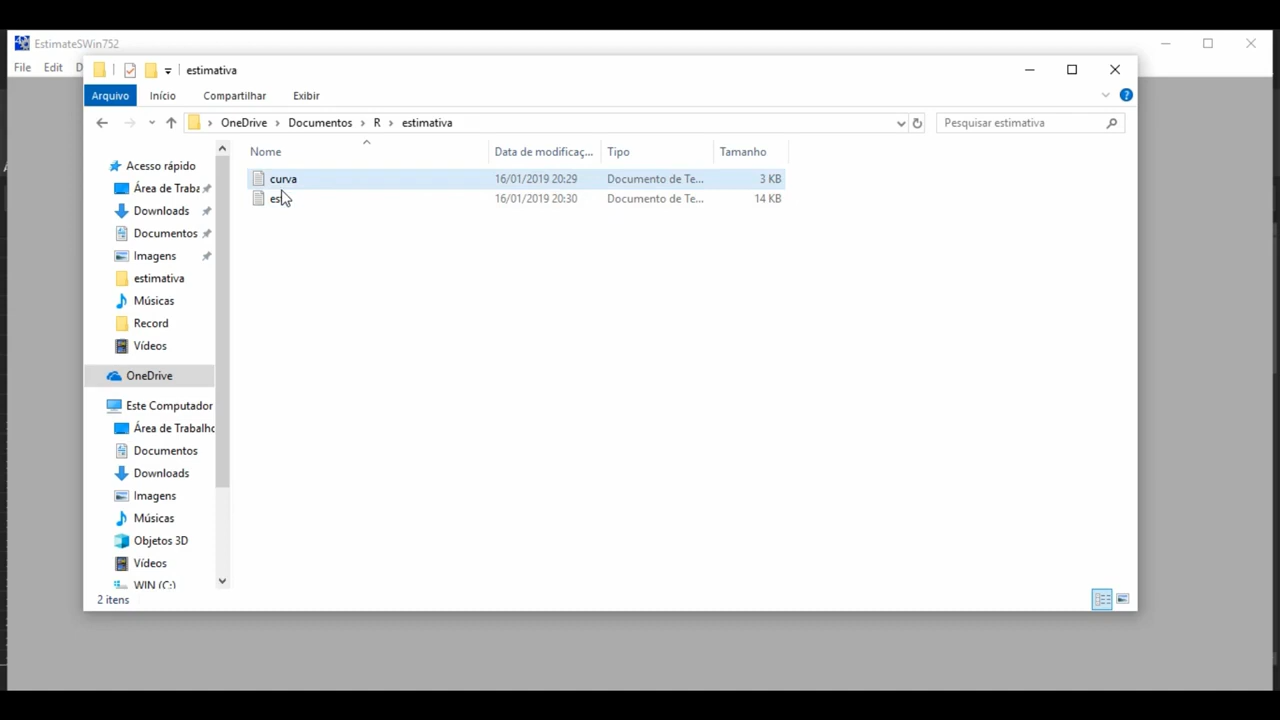 EstimateSWin752
File Edit D
estimativa
Arquivo Início Compartilhar Exibir
OneDrive Documentos R estimativa
Pesquisar estimativa
Nome Data de modificaç... Tipo Tamanho
curva 16/01/2019 20:29 Documento de Te... 3 KB
16/01/2019 20:30 Documento de Te... 14 KB
Acesso rápido
Área de Traba
Downloads
Documentos
Imagens
estimativa
Músicas
Record
Vídeos
OneDrive
Este Computador
Área de Trabalho
Documentos
Downloads
Imagens
Músicas
Objetos 3D
Vídeos
WIN (C:)
2 itens